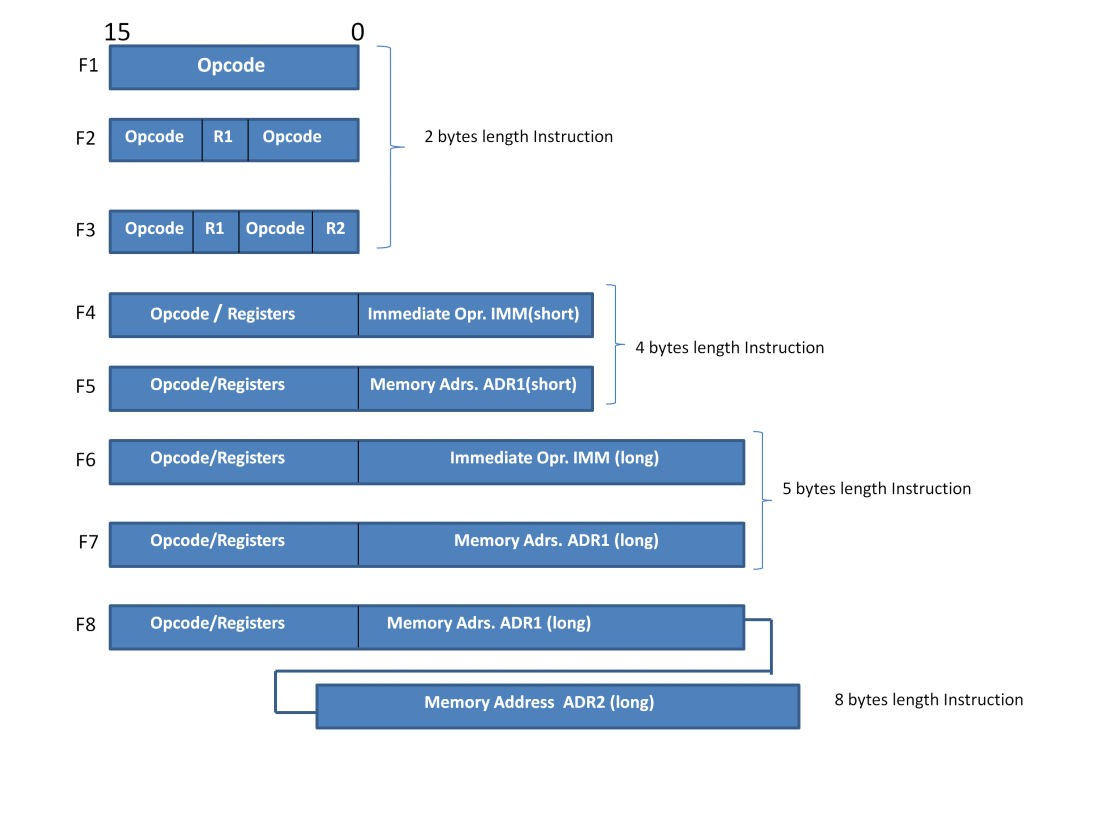 15 0
F1 Opcode
F2 Opcode R1 Opcode
2 bytes length Instruction
F3 Opcode R1 Opcode R2
F4 Opcode / Registers Immediate Opr. IMM(short)
4 bytes length Instruction
F5 Opcode/Registers Memory Adrs. ADR1(short)
F6 Opcode/Registers Immediate Opr. IMM (long)
5 bytes length Instruction
F7 Opcode/Registers Memory Adrs. ADR1 (long)
F8 Opcode/Registers Memory Adrs. ADR1 (long)
Memory Address ADR2 (long)
8 bytes length Instruction